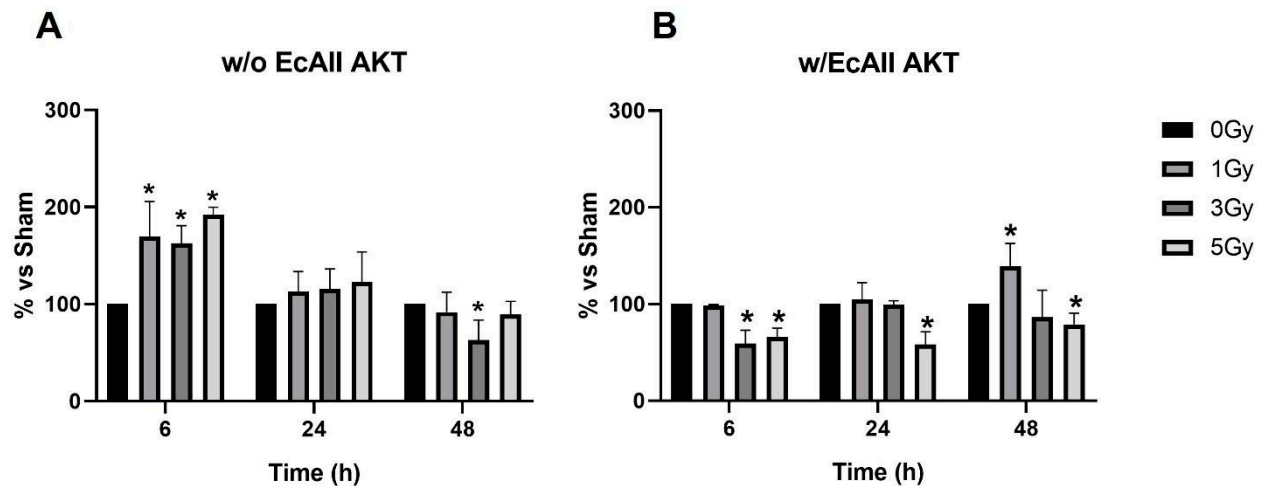 A
w/o EcAII AKT
300
200
100
0
% vs Sham
* * *
*
6 24 48
Time (h)
B
w/EcAII AKT
300
200
100
0
% vs Sham
* *
*
*
*
6 24 48
Time (h)
0Gy
1Gy
3Gy
5Gy